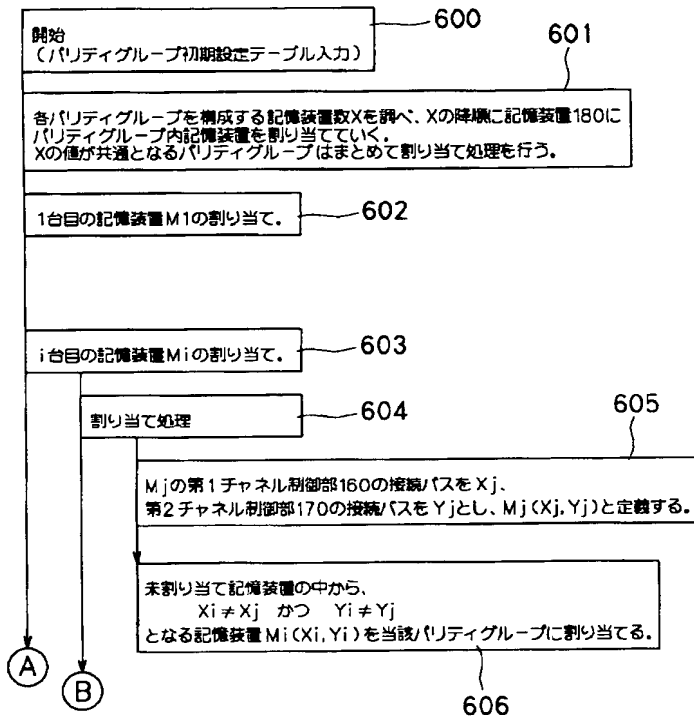 開始
(パリティグループ初期設定テーブル入力)
600
601
各パリティグループを構成する記憶装置数Xを調べ、Xの降順に記憶装置180に
パリティグループ内記憶装置を割り当てていく.
Xの値が共通となるパリティグループはまとめて割り当て処理を行う。
1台目の記憶装置M1の割り当て。
602
i台目の記憶装置Miの割り当て。
603
割り当て処理
604
605
Mjの第1チャネル制御部160の接続パスをXj、
第2チャネル制御部170の接続パスをYjとし、Mj(Xj,Yj)と定義する。
未割り当て記憶装置の中から、
Xi≠Xj かつ Yi≠Yj
となる記憶装置Mi(Xi,Yi)を当該パリティグループに割り当てる。
606
A
B